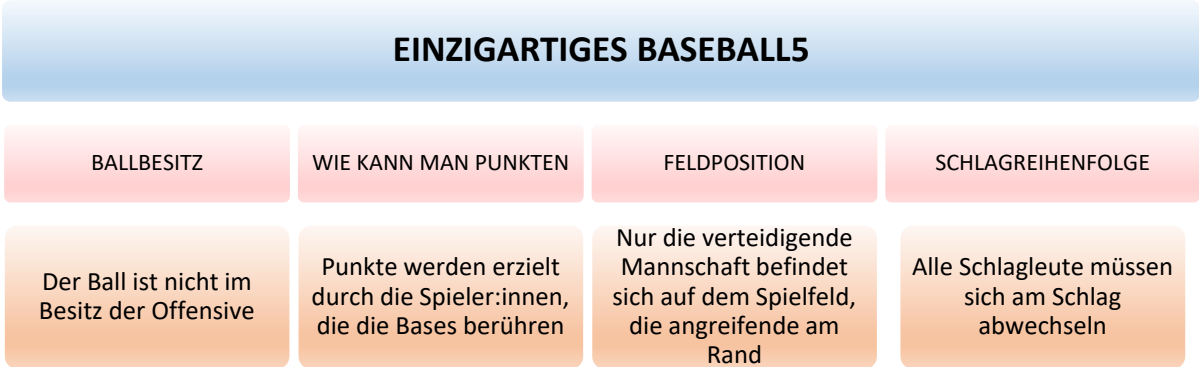 EINZIGARTIGES BASEBALL5
BALLBESITZ
WIE KANN MAN PUNKTEN
FELDPOSITION
SCHLAGREIHENFOLGE
Der Ball ist nicht im
Besitz der Offensive
Punkte werden erzielt
durch die Spieler:innen,
die die Bases berühren
Nur die verteidigende
Mannschaft befindet
sich auf dem Spielfeld,
die angreifende am
Rand
Alle Schlagleute müssen
sich am Schlag
abwechseln